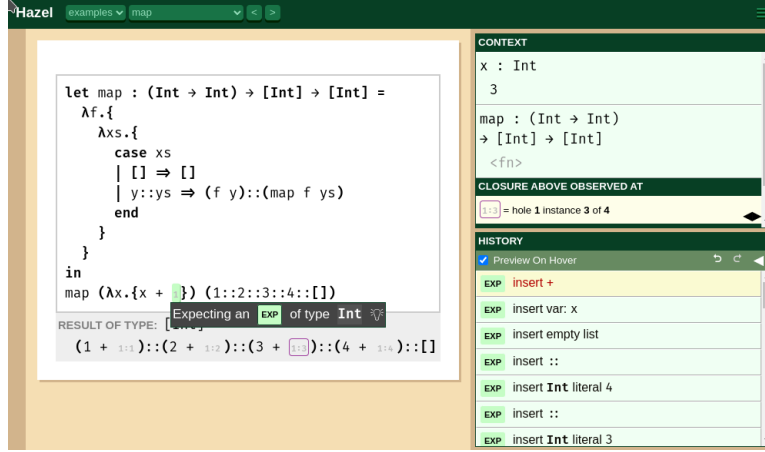 Hazel examples map < >
let map : (Int → Int) → [Int] → [Int] =
λf.{
λxs.{
case xs
| [] ⇒ []
| y::ys ⇒ (f y)::(map f ys)
end
}
}
in
map (λx.{x + 1}) (1::2::3::4::[])
Expecting an EXP of type Int
RESULT OF TYPE: [Int]
(1 + 1:1)::(2 + 1:2)::(3 + 1:3)::(4 + 1:4)::[]
CONTEXT
x : Int
3
map : (Int → Int)
→ [Int] → [Int]
<fn>
CLOSURE ABOVE OBSERVED AT
1:3 = hole 1 instance 3 of 4
HISTORY
Preview On Hover
EXP insert +
EXP insert var: x
EXP insert empty list
EXP insert ::
EXP insert Int literal 4
EXP insert ::
EXP insert Int literal 3